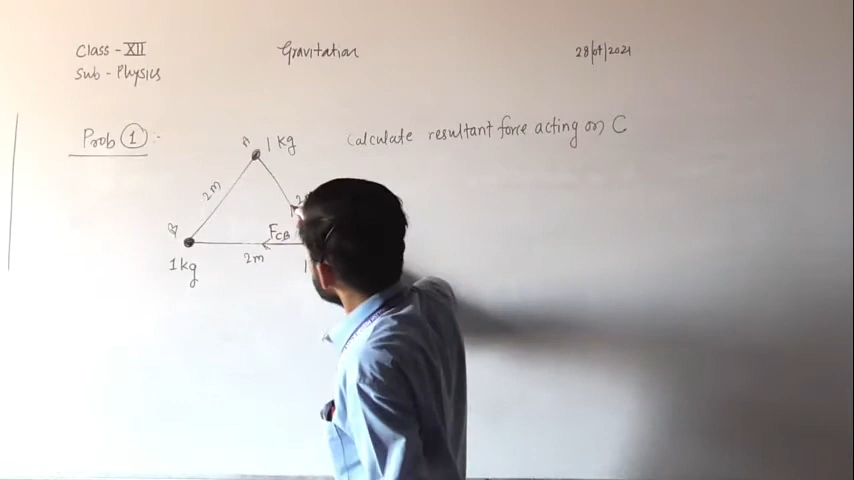 Class - XII
Gravitation
28/07/2021
Sub - Physics
Prob 1 :-
Calculate resultant force acting on C
A
1 kg
2m
B
FCB
2m
1kg